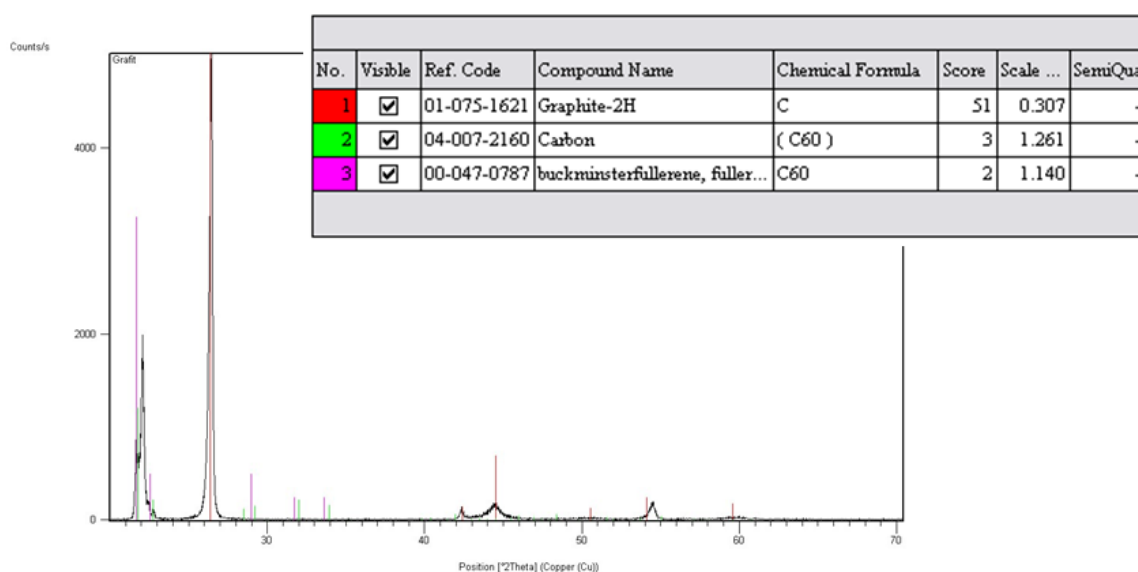 Counts/s
Grafit
No. Visible Ref. Code Compound Name Chemical Formula Score Scale ... SemiQua
1 01-075-1621 Graphite-2H C 51 0.307 -
2 04-007-2160 Carbon ( C60 ) 3 1.261 -
3 00-047-0787 buckminsterfullerene, fuller... C60 2 1.140 -
4000
2000
0
30 40 50 60 70
Position [°2Theta] (Copper (Cu))